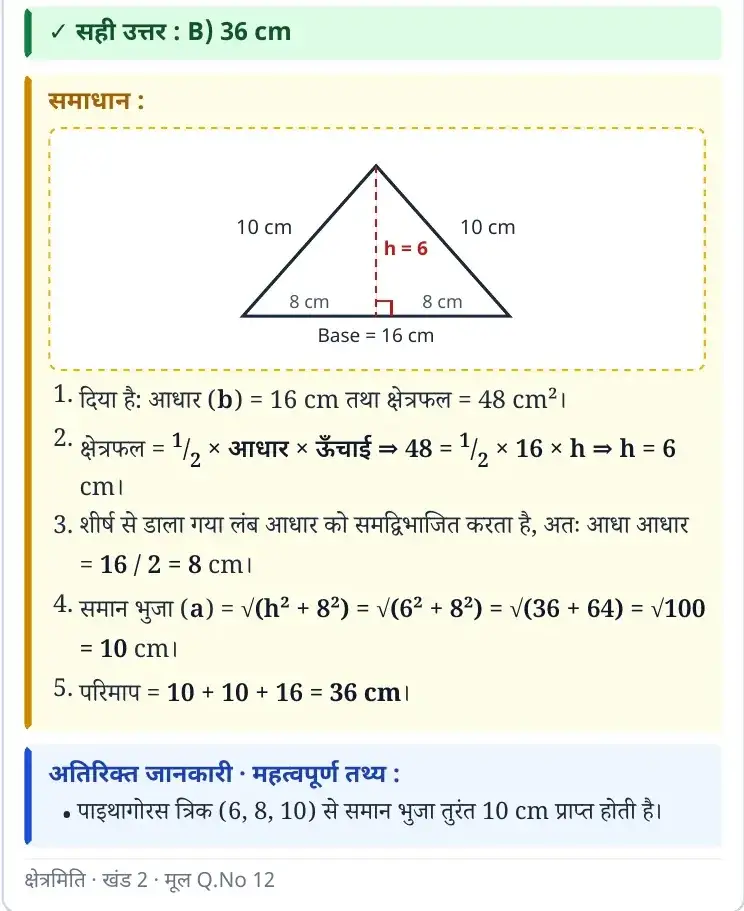 ✓ सही उत्तर : B) 36 cm
समाधान :
10 cm
10 cm
h = 6
8 cm
8 cm
Base = 16 cm
1. दिया है: आधार (b) = 16 cm तथा क्षेत्रफल = 48 cm²।
2. क्षेत्रफल = 1/2 × आधार × ऊँचाई ⇒ 48 = 1/2 × 16 × h ⇒ h = 6
cm।
3. शीर्ष से डाला गया लंब आधार को समद्विभाजित करता है, अतः आधा आधार
= 16 / 2 = 8 cm।
4. समान भुजा (a) = √(h² + 8²) = √(6² + 8²) = √(36 + 64) = √100
= 10 cm।
5. परिमाप = 10 + 10 + 16 = 36 cm।
अतिरिक्त जानकारी · महत्वपूर्ण तथ्य :
• पाइथागोरस त्रिक (6, 8, 10) से समान भुजा तुरंत 10 cm प्राप्त होती है।
क्षेत्रमिति · खंड 2 · मूल Q.No 12